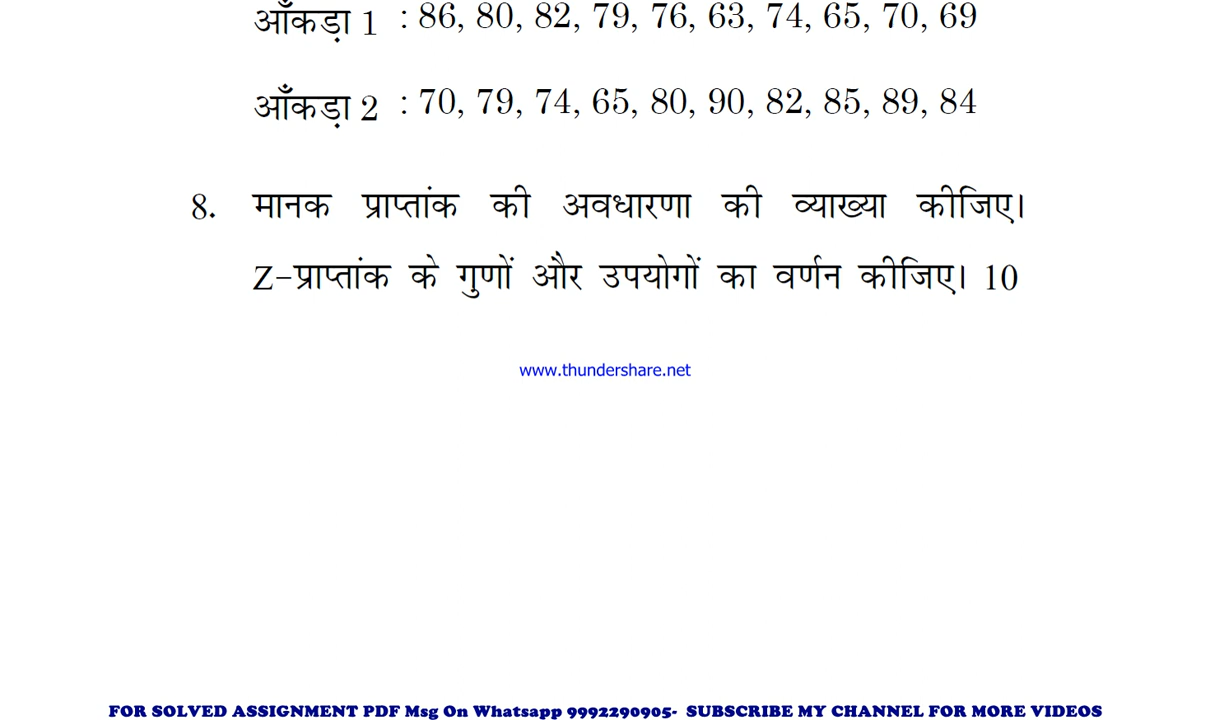 आँकड़ा 1 : 86, 80, 82, 79, 76, 63, 74, 65, 70, 69
आँकड़ा 2 : 70, 79, 74, 65, 80, 90, 82, 85, 89, 84
8. मानक प्राप्तांक की अवधारणा की व्याख्या कीजिए।
Z-प्राप्तांक के गुणों और उपयोगों का वर्णन कीजिए। 10
www.thundershare.net
FOR SOLVED ASSIGNMENT PDF Msg On Whatsapp 9992290905- SUBSCRIBE MY CHANNEL FOR MORE VIDEOS